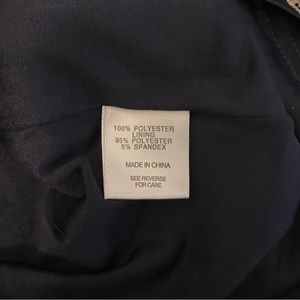 100% POLYESTER
LINING
95% POLYESTER
5% SPANDEX
MADE IN CHINA
SEE REVERSE
FOR CARE